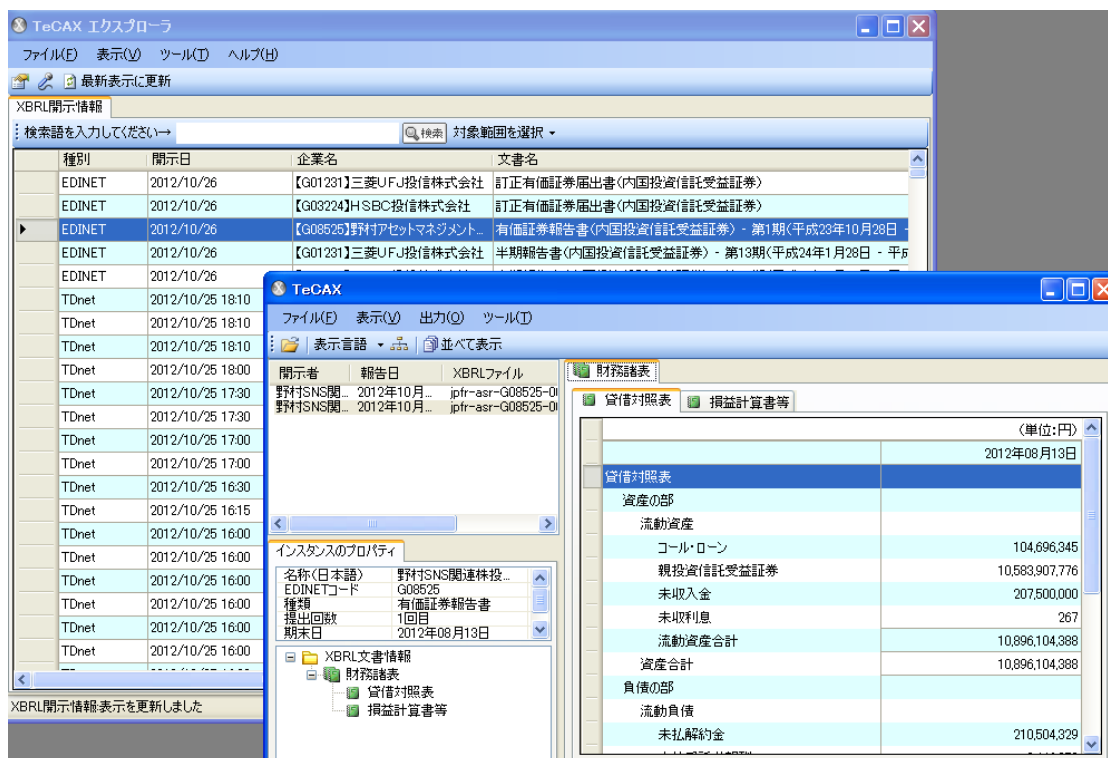 TeCAX エクスプローラ
ファイル(F) 表示(V) ツール(T) ヘルプ(H)
最新表示に更新
XBRL開示情報
検索語を入力してください→ 検索 対象範囲を選択
種別 開示日 企業名 文書名
EDINET 2012/10/26 【G01231】三菱UFJ投信株式会社 訂正有価証券届出書(内国投資信託受益証券)
EDINET 2012/10/26 【G03224】HSBC投信株式会社 訂正有価証券届出書(内国投資信託受益証券)
EDINET 2012/10/26 【G08525】野村アセットマネジメント... 有価証券報告書(内国投資信託受益証券) - 第1期(平成23年10月28日 -
EDINET 2012/10/26 【G01231】三菱UFJ投信株式会社 半期報告書(内国投資信託受益証券) - 第13期(平成24年1月28日 - 平成
EDINET 2012/10/26
TDnet 2012/10/25 18:10
TDnet 2012/10/25 18:10
TDnet 2012/10/25 18:10
TDnet 2012/10/25 18:00
TDnet 2012/10/25 17:30
TDnet 2012/10/25 17:30
TDnet 2012/10/25 17:00
TDnet 2012/10/25 17:00
TDnet 2012/10/25 16:30
TDnet 2012/10/25 16:15
TDnet 2012/10/25 16:00
TDnet 2012/10/25 16:00
TDnet 2012/10/25 16:00
TDnet 2012/10/25 16:00
TDnet 2012/10/25 16:00
TDnet 2012/10/25 16:00
XBRL開示情報:表示を更新しました
TeCAX
ファイル(F) 表示(V) 出力(O) ツール(T)
表示言語 並べて表示
開示者 報告日 XBRLファイル
野村SNS関... 2012年10月... jpfr-asr-G08525-0
野村SNS関... 2012年10月... jpfr-asr-G08525-0
インスタンスのプロパティ
名称(日本語) 野村SNS関連株投...
EDINETコード G08525
種類 有価証券報告書
提出回数 1回目
期末日 2012年08月13日
XBRL文書情報
財務諸表
貸借対照表
損益計算書等
財務諸表
貸借対照表 損益計算書等
(単位:円)
2012年08月13日
貸借対照表
資産の部
流動資産
コール・ローン 104,696,345
親投資信託受益証券 10,583,907,776
未収入金 207,500,000
未収利息 267
流動資産合計 10,896,104,388
資産合計 10,896,104,388
負債の部
流動負債
未払解約金 210,504,329